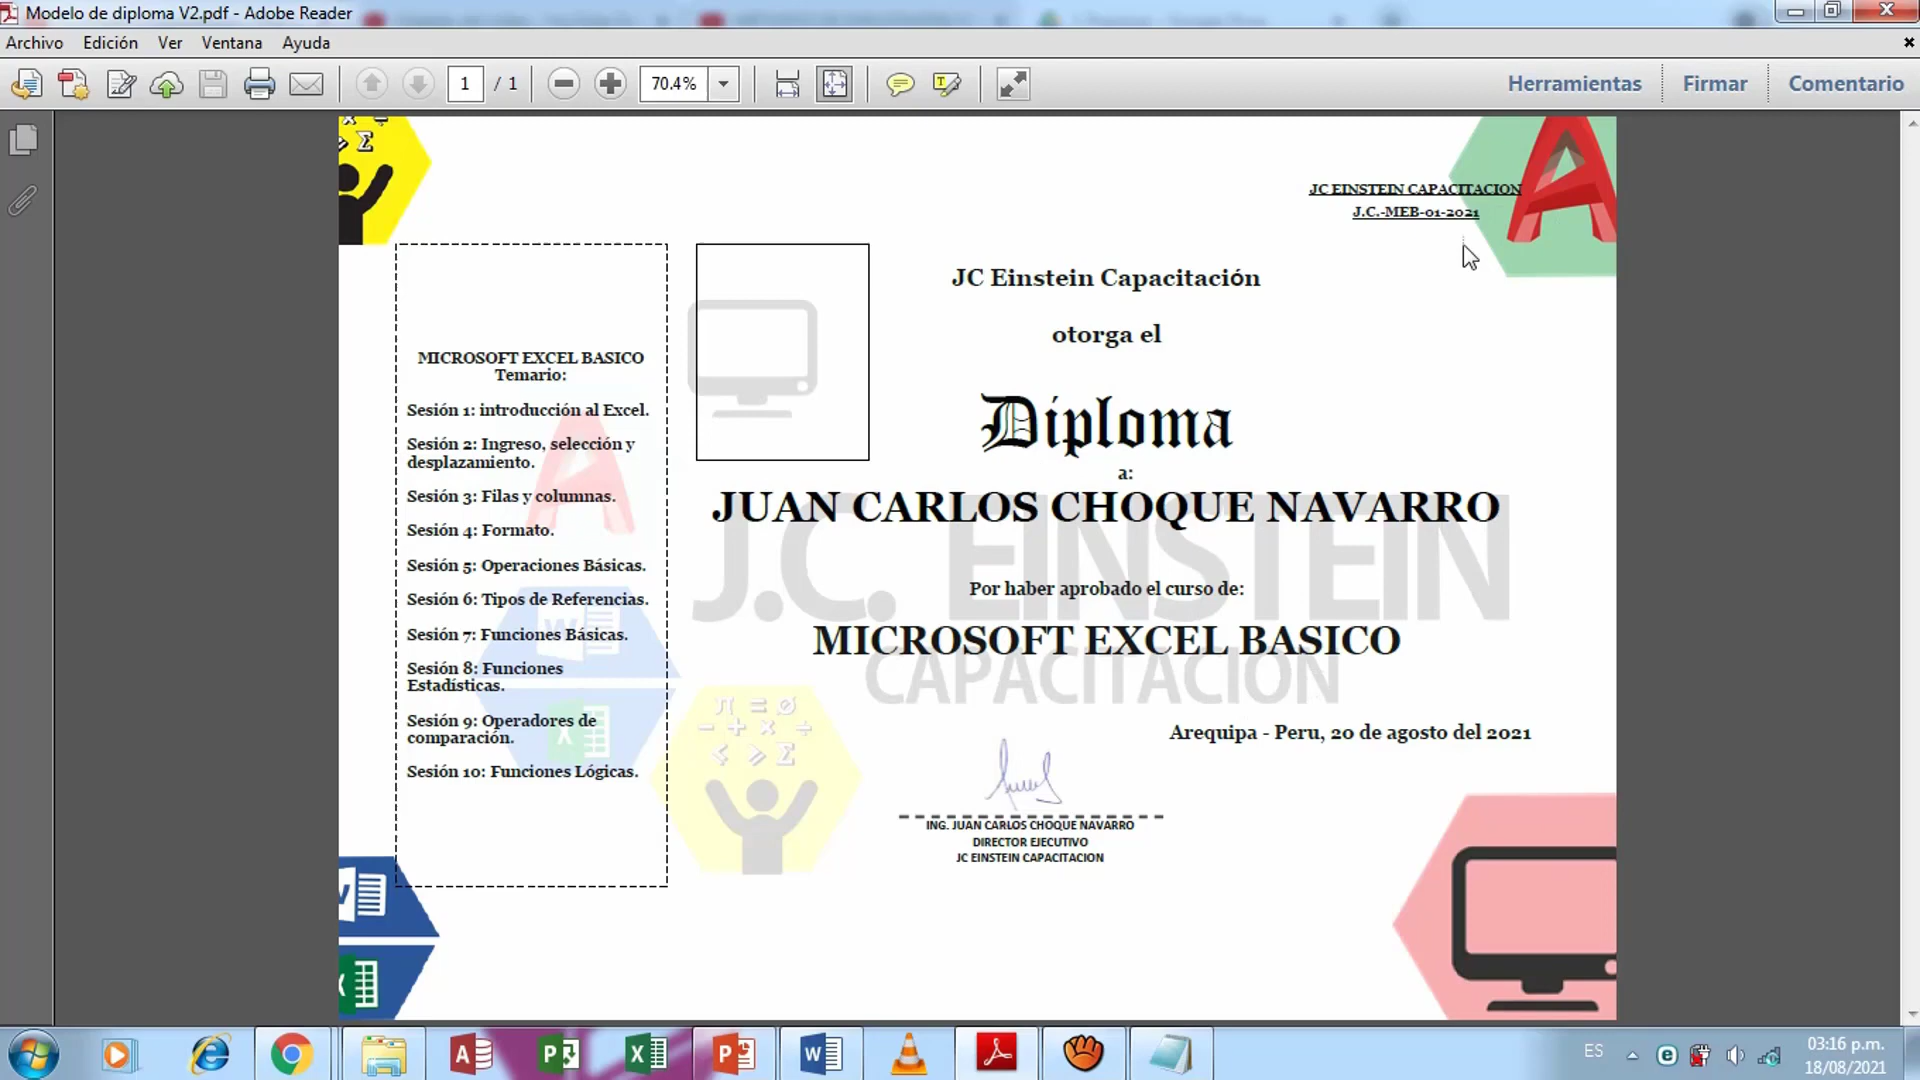 Modelo de diploma V2.pdf - Adobe Reader
Archivo Edición Ver Ventana Ayuda
1 / 1 70.4% Herramientas Firmar Comentario
JC EINSTEIN CAPACITACION
J.C.-MEB-01-2021
JC Einstein Capacitación
otorga el
Diploma
a:
JUAN CARLOS CHOQUE NAVARRO
Por haber aprobado el curso de:
MICROSOFT EXCEL BASICO
Arequipa - Peru, 20 de agosto del 2021
ING. JUAN CARLOS CHOQUE NAVARRO
DIRECTOR EJECUTIVO
JC EINSTEIN CAPACITACION
MICROSOFT EXCEL BASICO
Temario:
Sesión 1: introducción al Excel.
Sesión 2: Ingreso, selección y
desplazamiento.
Sesión 3: Filas y columnas.
Sesión 4: Formato.
Sesión 5: Operaciones Básicas.
Sesión 6: Tipos de Referencias.
Sesión 7: Funciones Básicas.
Sesión 8: Funciones
Estadísticas.
Sesión 9: Operadores de
comparación.
Sesión 10: Funciones Lógicas.
J.C. EINSTEIN
CAPACITACION
ES
03:16 p.m.
18/08/2021